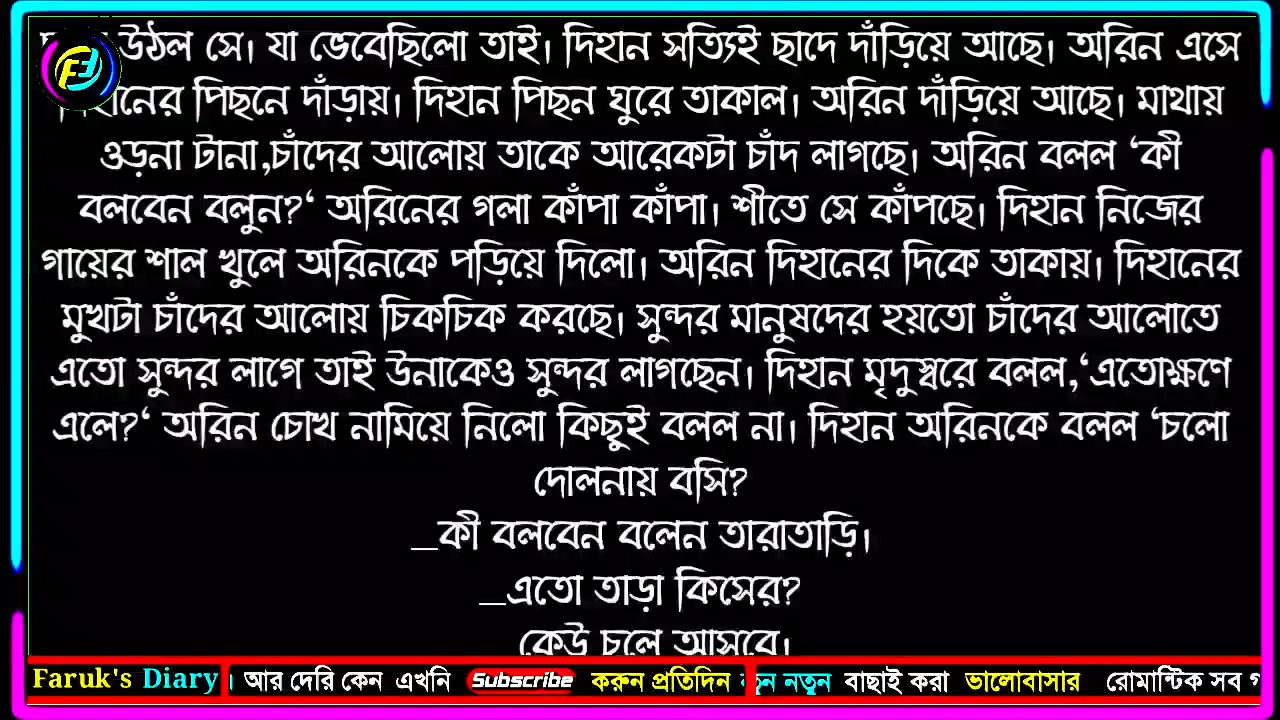 উঠল সে। যা ভেবেছিলো তাই। দিহান সত্যিই ছাদে দাঁড়িয়ে আছে। অরিন এসে
পিছনে দাঁড়ায়। দিহান পিছন ঘুরে তাকাল। অরিন দাঁড়িয়ে আছে। মাথায়
ওড়না টানা,চাঁদের আলোয় তাকে আরেকটা চাঁদ লাগছে। অরিন বলল ‘কী
বলবেন বলুন?‘ অরিনের গলা কাঁপা কাঁপা। শীতে সে কাঁপছে। দিহান নিজের
গায়ের শাল খুলে অরিনকে পড়িয়ে দিলো। অরিন দিহানের দিকে তাকায়। দিহানের
মুখটা চাঁদের আলোয় চিকচিক করছে। সুন্দর মানুষদের হয়তো চাঁদের আলোতে
এতো সুন্দর লাগে তাই উনাকেও সুন্দর লাগছেন। দিহান মৃদুস্বরে বলল,‘এতোক্ষণে
এলে?‘ অরিন চোখ নামিয়ে নিলো কিছুই বলল না। দিহান অরিনকে বলল ‘চলো
দোলনায় বসি?
_কী বলবেন বলেন তারাতাড়ি।
_এতো তাড়া কিসের?
কেউ চলে আসবে।
Faruk's Diary । আর দেরি কেন এখনি Subscribe করুন প্রতিদিন নতুন বাছাই করা ভালোবাসার রোমান্টিক সব